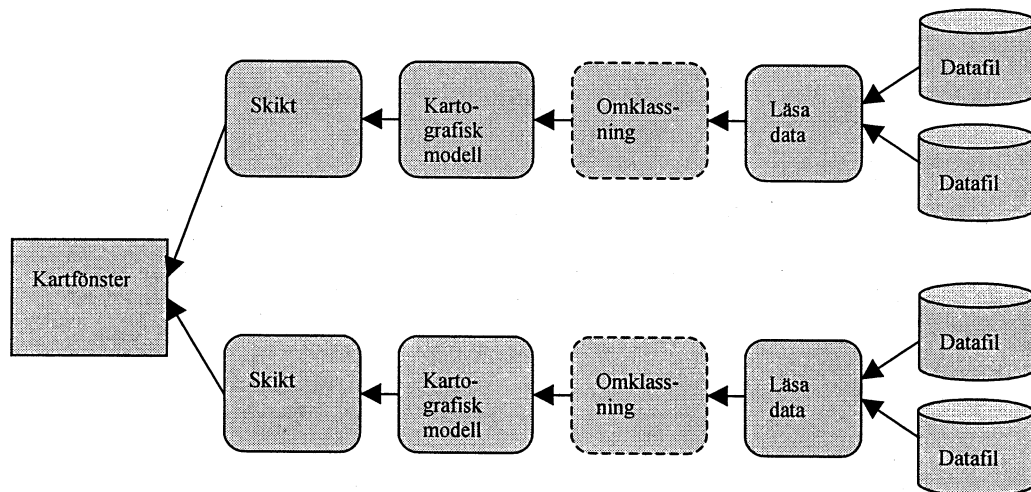 Skikt
Karto-
grafisk
modell
Omklass-
ning
Läsa
data
Datafil
Datafil
Kartfönster
Skikt
Karto-
grafisk
modell
Omklass-
ning
Läsa
data
Datafil
Datafil